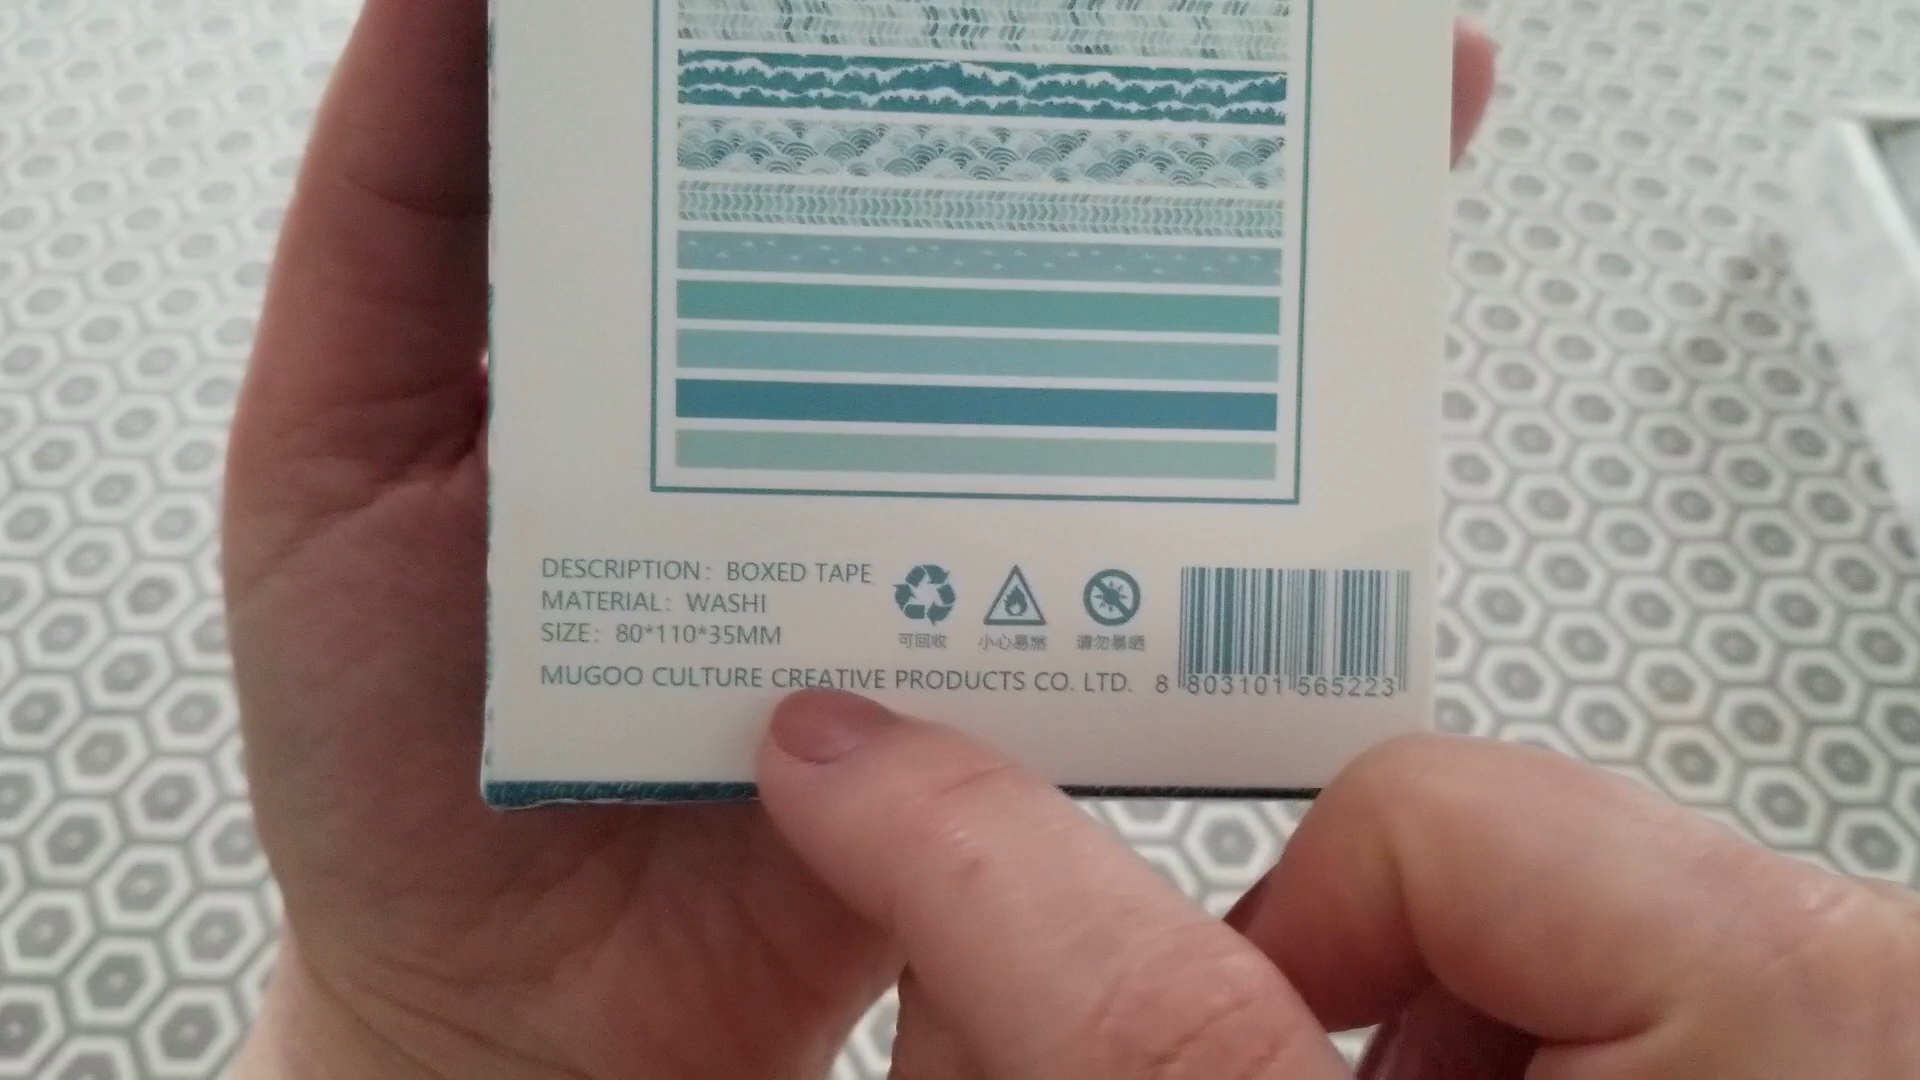 DESCRIPTION: BOXED TAPE
MATERIAL: WASHI
SIZE: 80*110*35MM
可回收 小心易燃 请勿暴晒
MUGOO CULTURE CREATIVE PRODUCTS CO. LTD.
8 803101 565223